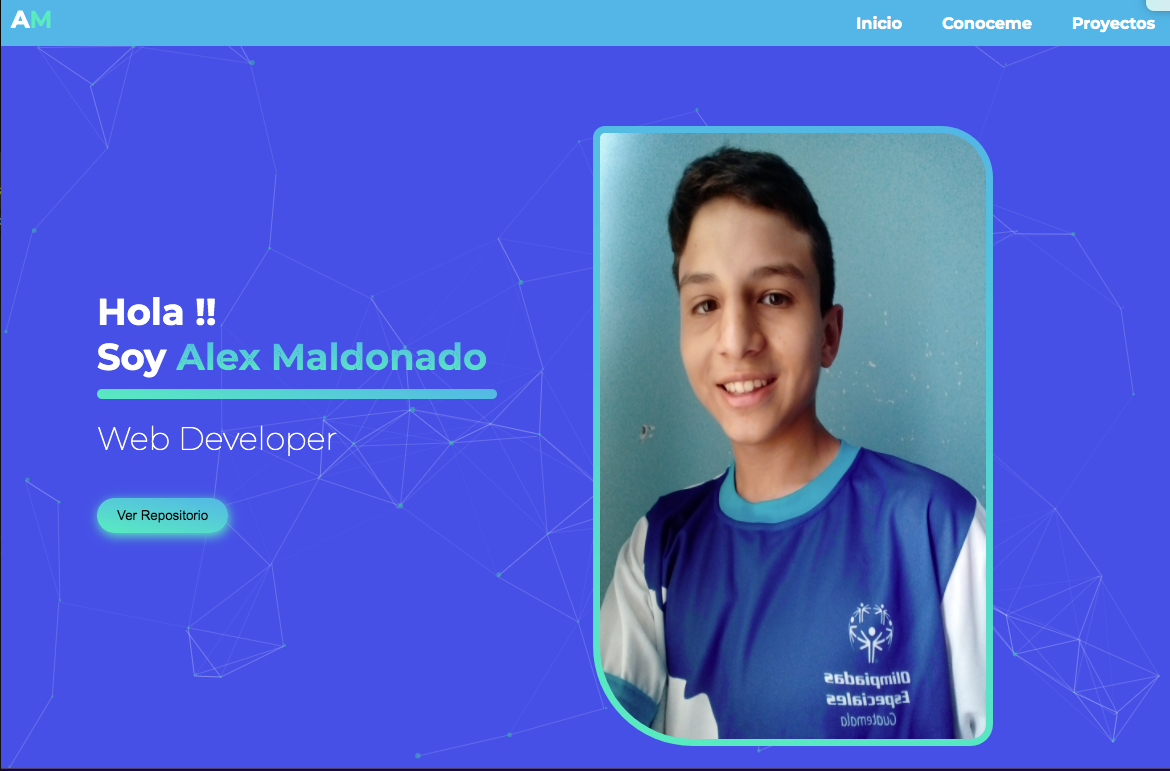 AM
Inicio
Conoceme
Proyectos
Hola !!
Soy Alex Maldonado
Web Developer
Ver Repositorio
Olimpiadas
Especiales
Guatemala